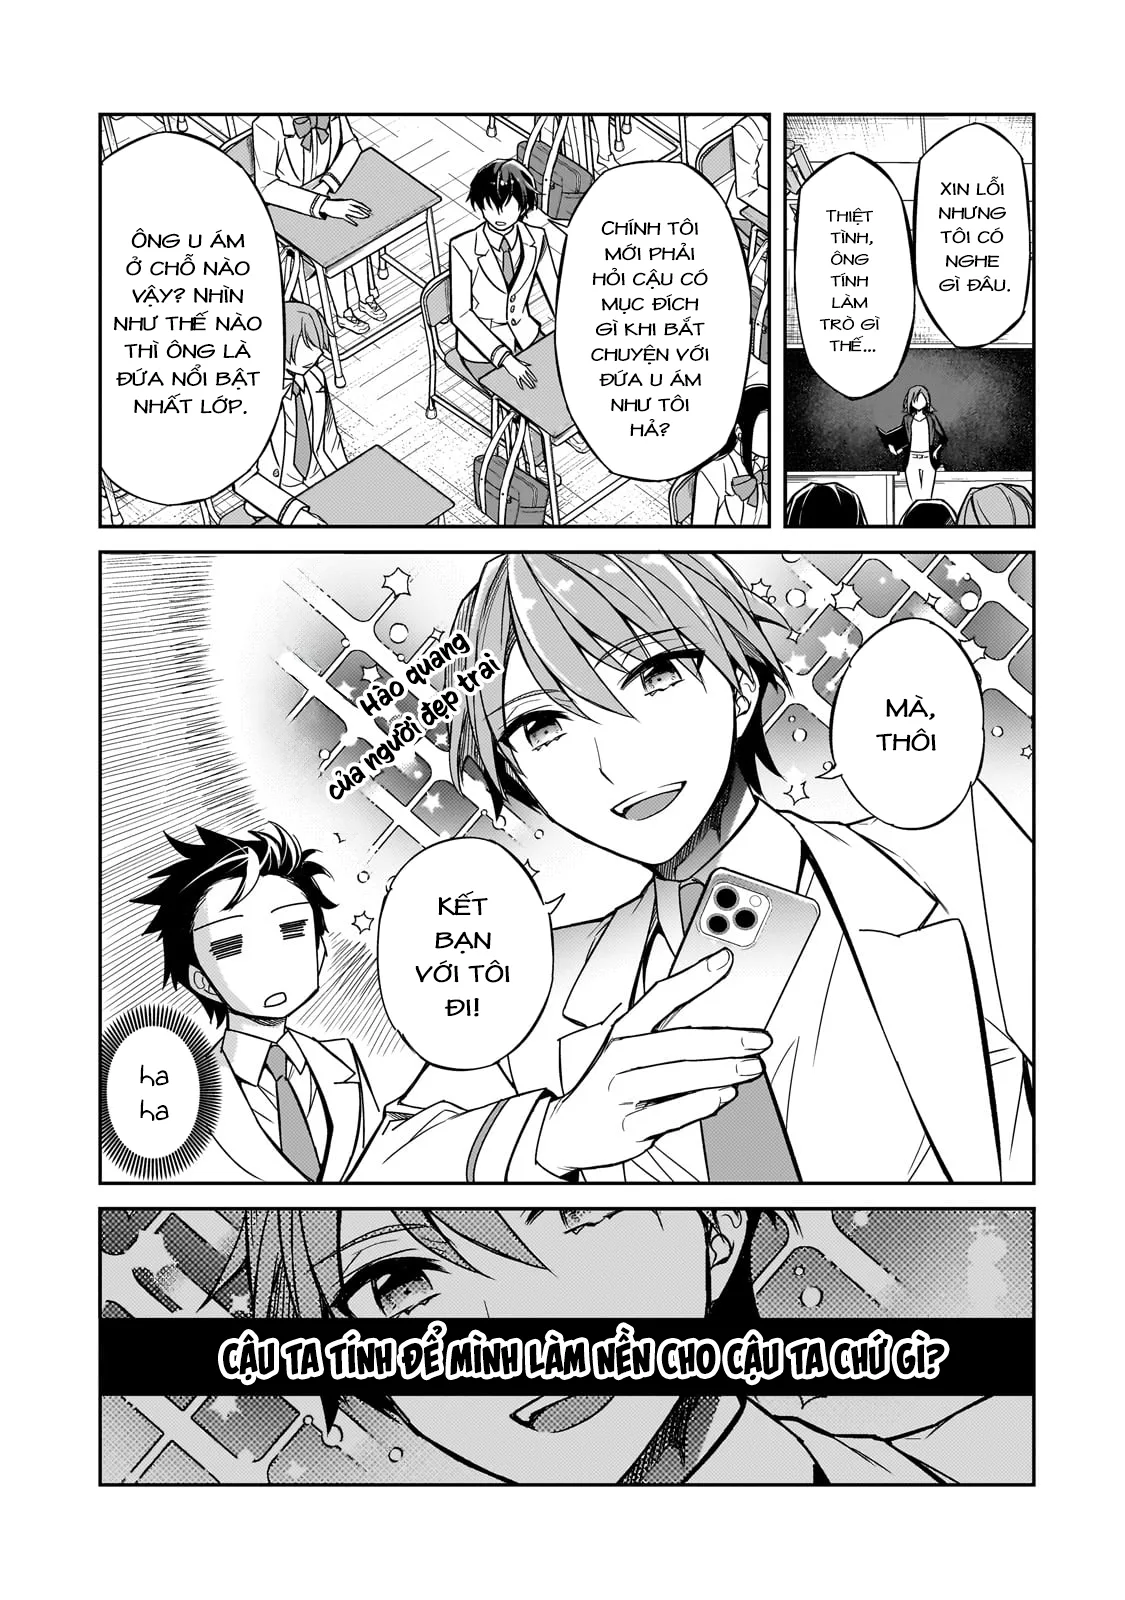 XIN LỖI
NHƯNG
TÔI CÓ
NGHE
GÌ ĐÂU.
THIỆT
TÌNH,
ÔNG
TÍNH
LÀM
TRÒ GÌ
THẾ...
CHÍNH TÔI
MỚI PHẢI
HỎI CẬU CÓ
MỤC ĐÍCH
GÌ KHI BẮT
CHUYỆN VỚI
ĐỨA U ÁM
NHƯ TÔI
HẢ?
ÔNG U ÁM
Ở CHỖ NÀO
VẬY? NHÌN
NHƯ THẾ NÀO
THÌ ÔNG LÀ
ĐỨA NỔI BẬT
NHẤT LỚP.
MÀ,
THÔI
Hào quang
của người đẹp trai
KẾT
BẠN
VỚI TÔI
ĐI!
ha
ha
CẬU TA TÍNH ĐỂ MÌNH LÀM NỀN CHO CẬU TA CHỨ GÌ?